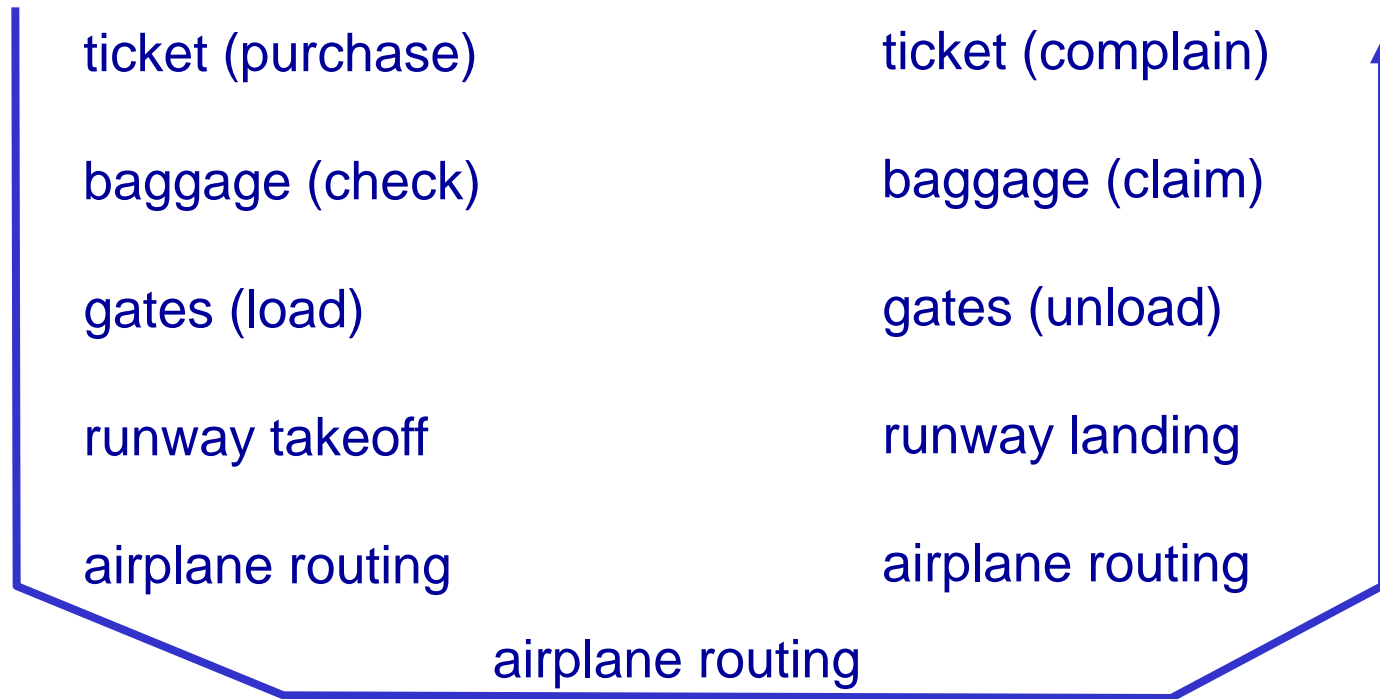 ticket (purchase)
baggage (check)
gates (load)
runway takeoff
airplane routing
airplane routing
ticket (complain)
baggage (claim)
gates (unload)
runway landing
airplane routing